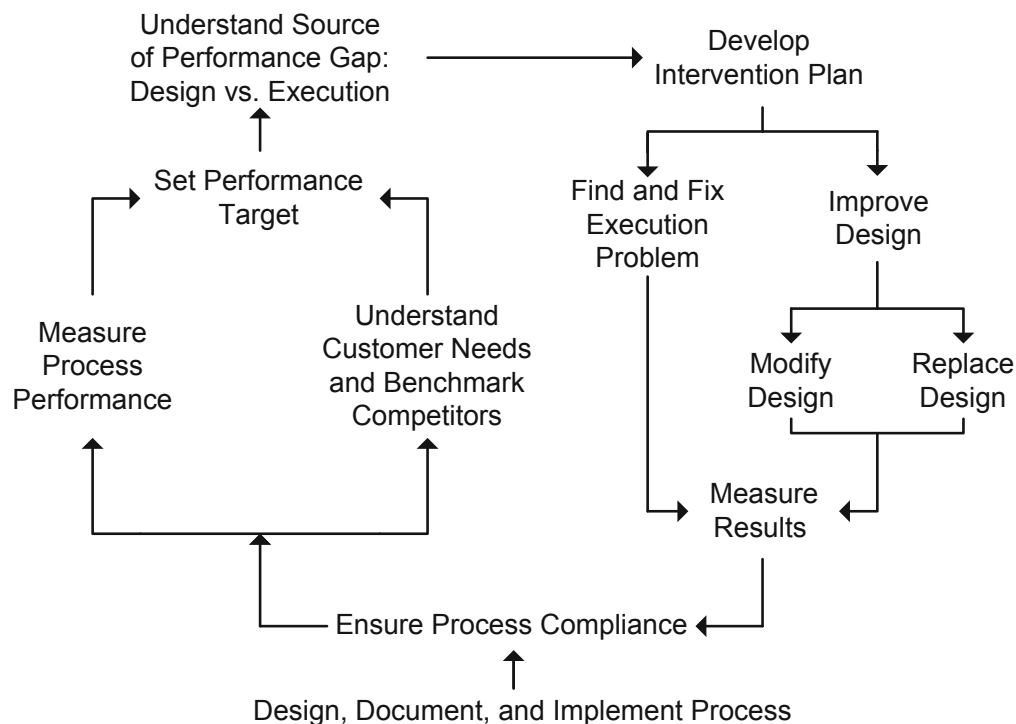 Understand Source
of Performance Gap:
Design vs. Execution
Develop
Intervention Plan
Set Performance
Target
Find and Fix
Execution
Problem
Improve
Design
Measure
Process
Performance
Understand
Customer Needs
and Benchmark
Competitors
Modify
Design
Replace
Design
Measure
Results
Ensure Process Compliance
Design, Document, and Implement Process